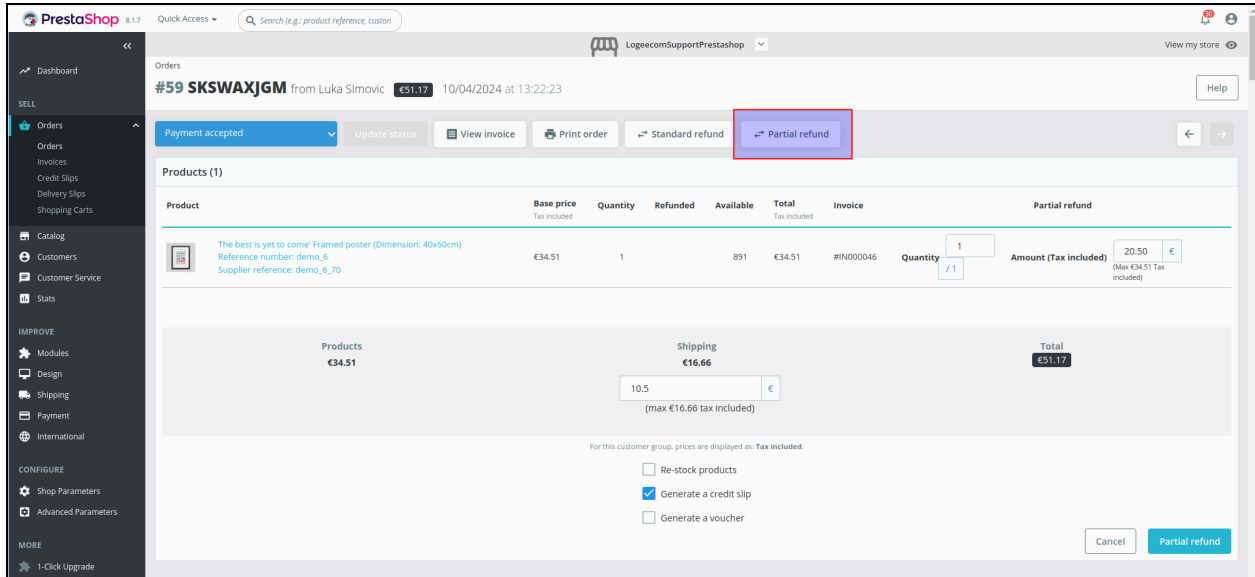 PrestaShop 8.1.7 Quick Access Search (e.g.: product reference, custon 30
LogeecomSupportPrestashop View my store
Dashboard
SELL
Orders
Orders
Invoices
Credit Slips
Delivery Slips
Shopping Carts
Catalog
Customers
Customer Service
Stats
IMPROVE
Modules
Design
Shipping
Payment
International
CONFIGURE
Shop Parameters
Advanced Parameters
MORE
1-Click Upgrade
Orders
#59 SKSWAXJGM from Luka SImovic €51.17 10/04/2024 at 13:22:23 Help
Payment accepted Update status View invoice Print order Standard refund Partial refund
Products (1)
Product Base price Quantity Refunded Available Total Invoice Partial refund
Tax included Tax included
The best is yet to come' Framed poster (Dimension: 40x60cm)
Reference number: demo_6
Supplier reference: demo_6_70
€34.51 1 891 €34.51 #IN000046 Quantity 1 / 1 Amount (Tax included) 20.50 €
(Max €34.51 Tax
included)
Products Shipping Total
€34.51 €16.66 €51.17
10.5 €
(max €16.66 tax included)
For this customer group, prices are displayed as: Tax included.
Re-stock products
Generate a credit slip
Generate a voucher
Cancel Partial refund